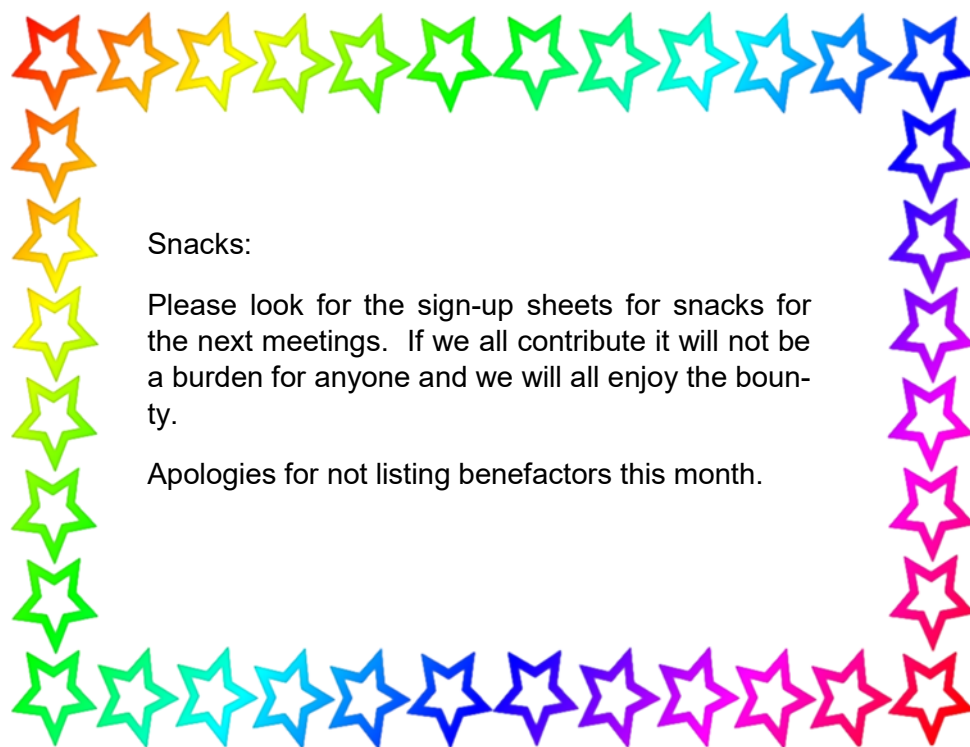 Snacks:
Please look for the sign-up sheets for snacks for
the next meetings.  If we all contribute it will not be
a burden for anyone and we will all enjoy the boun-
ty.
Apologies for not listing benefactors this month.